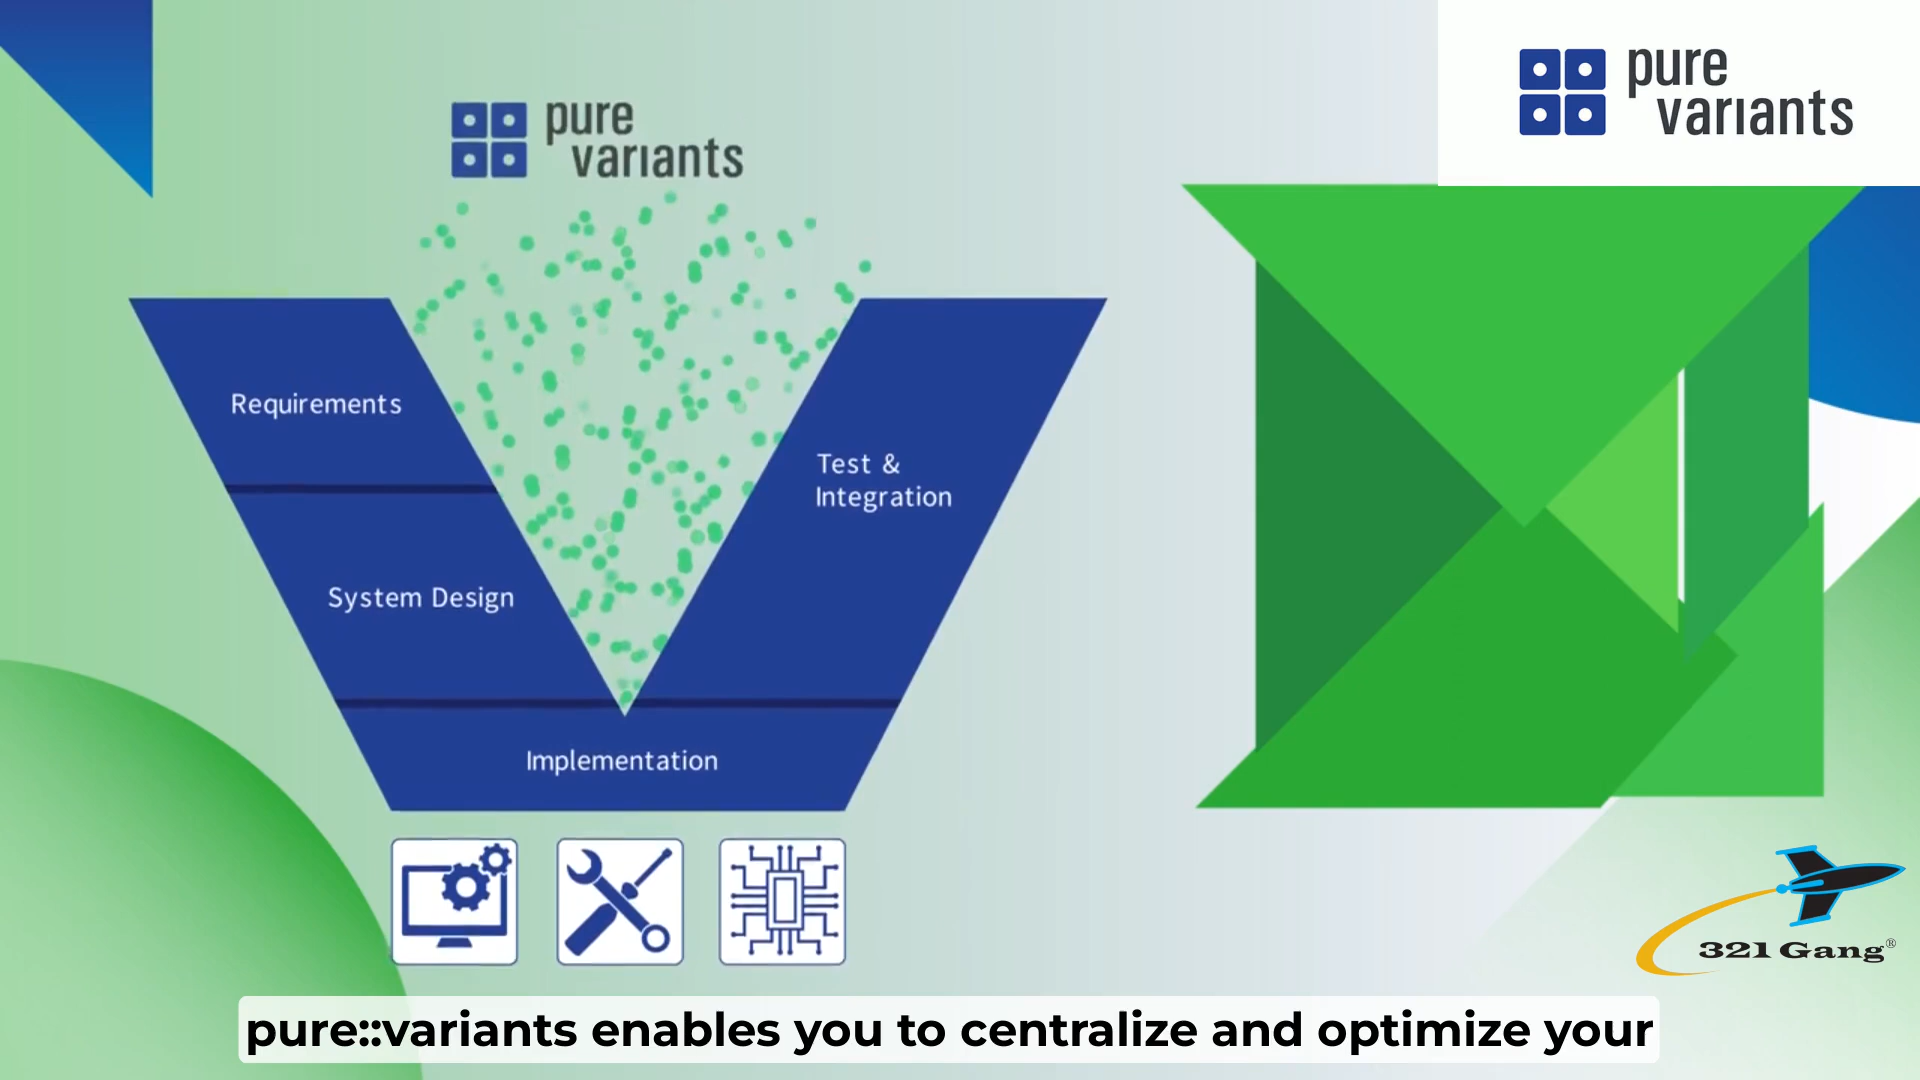 pure
variants
pure
variants
Requirements
Test &
Integration
System Design
Implementation
321 Gang®
pure::variants enables you to centralize and optimize your